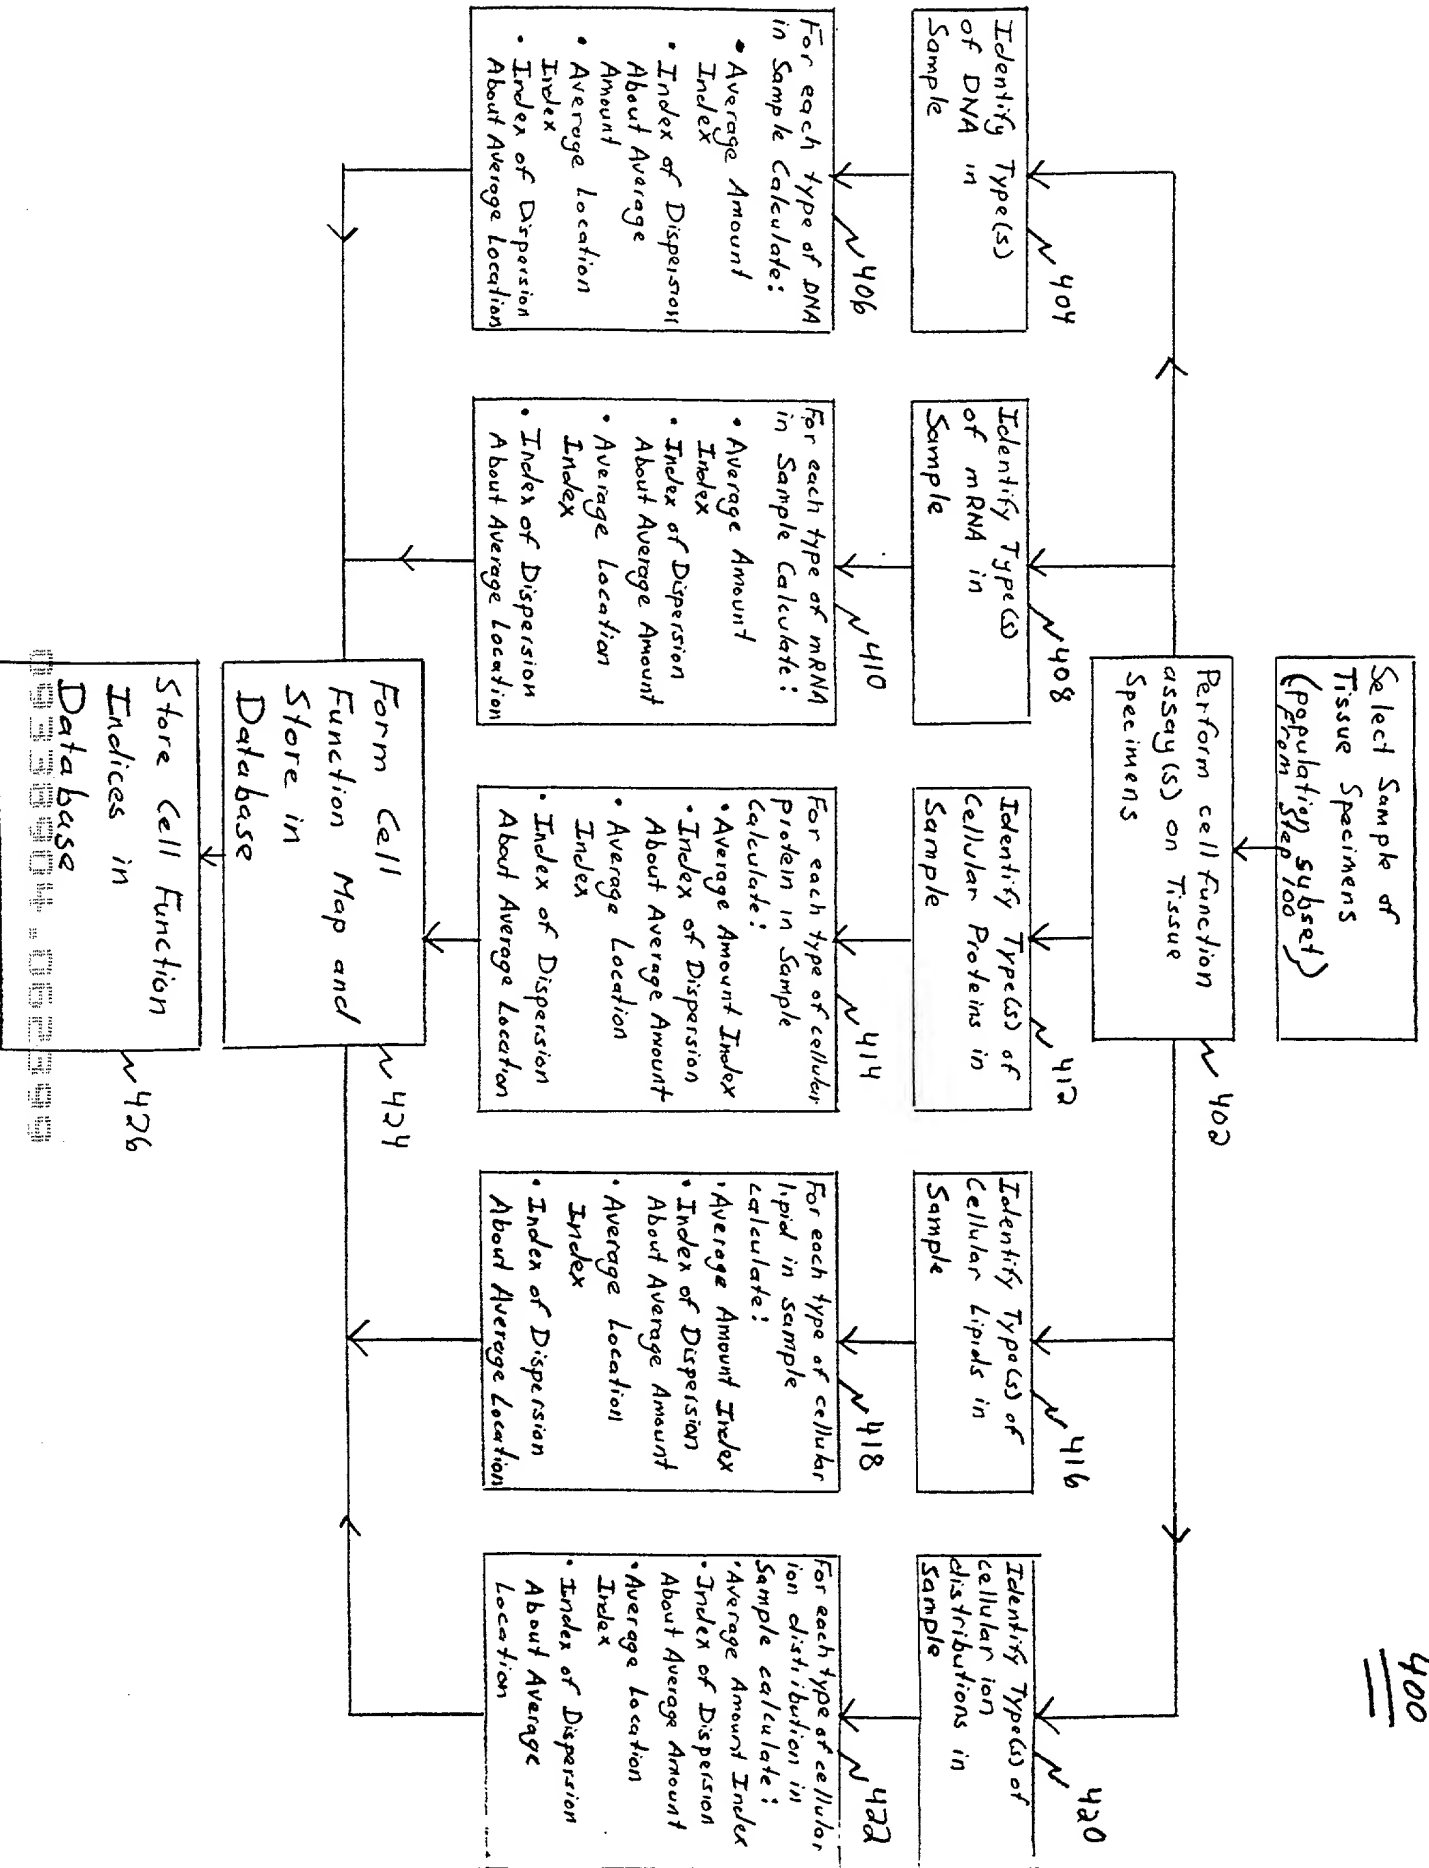 400
Select Sample of
Tissue Specimens
(population subset)
from Step 100
Perform cell function
assay(s) on Tissue
Specimens
402
Identify Type(s)
of DNA in
Sample
404
Identify Type(s)
of mRNA in
Sample
408
Identify Type(s) of
Cellular Proteins in
Sample
412
Identify Type(s) of
Cellular Lipids in
Sample
416
Identify Type(s) of
cellular ion
distributions in
Sample
420
For each type of DNA
in Sample Calculate:
• Average Amount
Index
• Index of Dispersion
About Average
Amount
• Average Location
Index
• Index of Dispersion
About Average Location
406
For each type of mRNA
in Sample Calculate:
• Average Amount
Index
• Index of Dispersion
About Average Amount
• Average Location
Index
• Index of Dispersion
About Average Location
410
For each type of cellular
protein in Sample
Calculate:
• Average Amount Index
• Index of Dispersion
About Average Amount
• Average Location
Index
• Index of Dispersion
About Average Location
414
For each type of cellular
lipid in sample
calculate:
• Average Amount Index
• Index of Dispersion
About Average Amount
• Average Location
Index
• Index of Dispersion
About Average Location
418
For each type of cellular
ion distribution in
Sample calculate:
• Average Amount Index
• Index of Dispersion
About Average Amount
• Average Location
Index
• Index of Dispersion
About Average
Location
422
Form Cell
Function Map and
Store in
Database
424
Store Cell Function
Indices in
Database
426